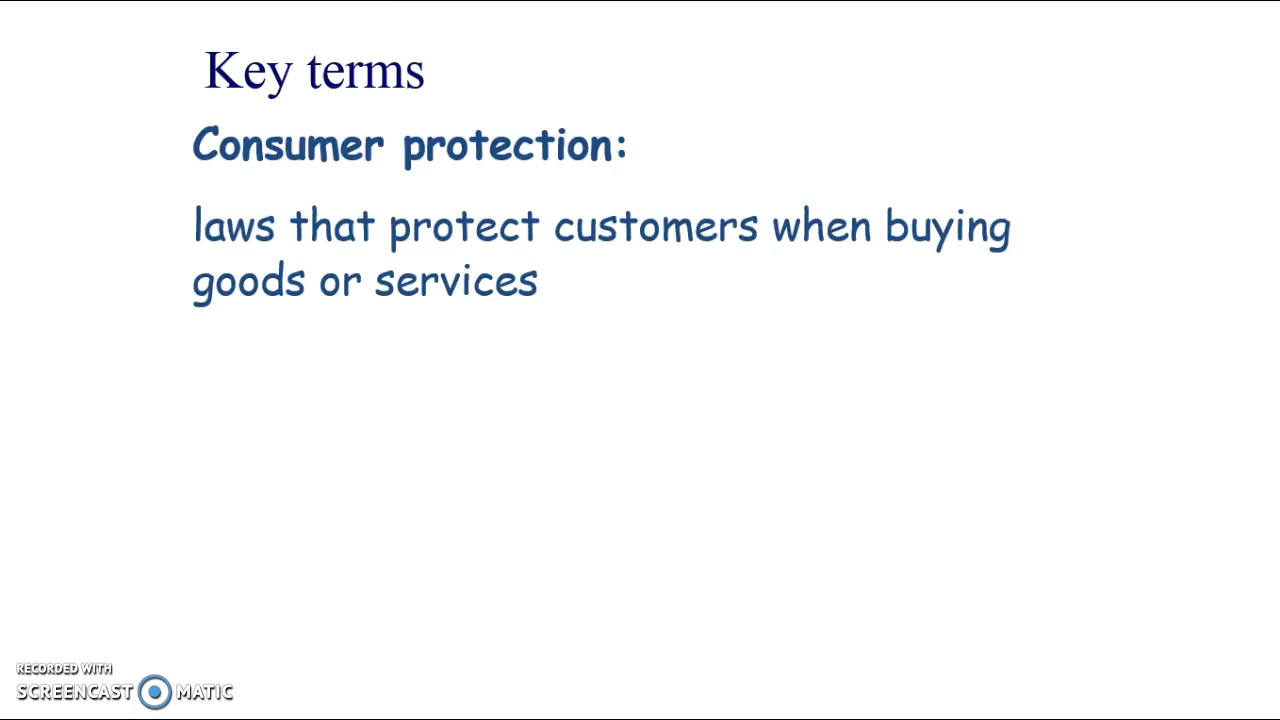 Key terms
Consumer protection:
laws that protect customers when buying
goods or services
RECORDED WITH
SCREENCAST MATIC